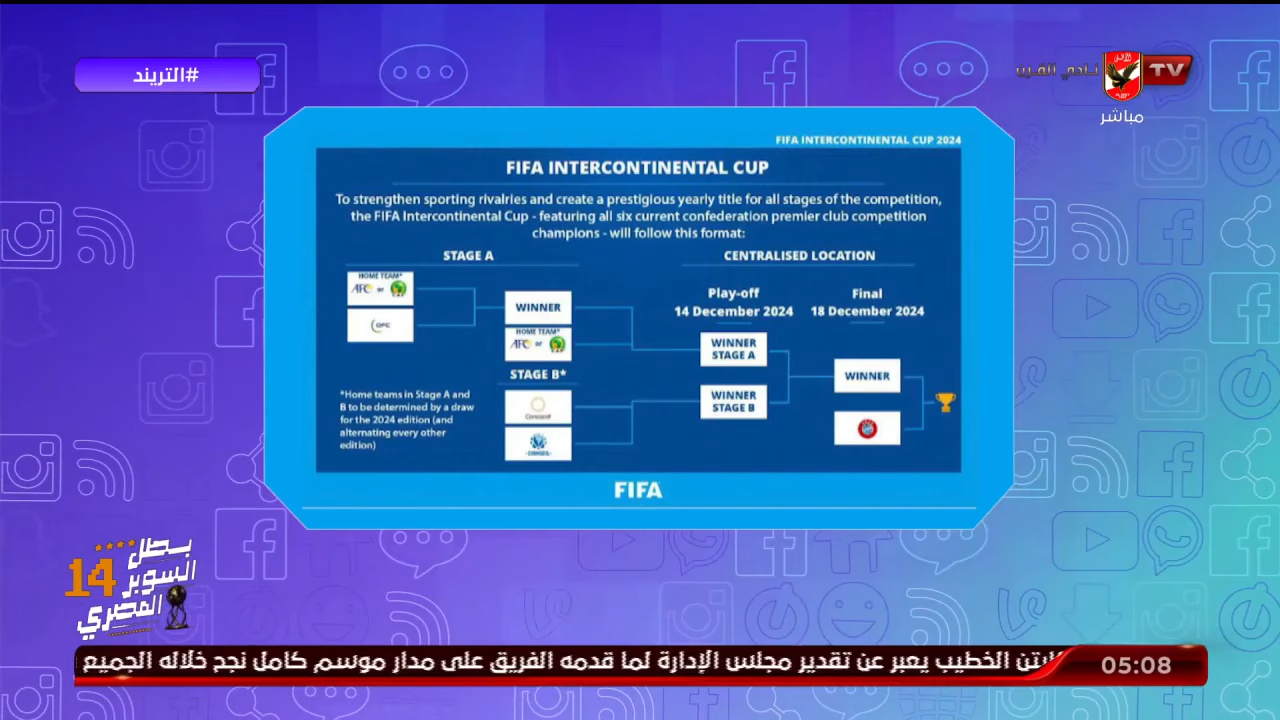 #التريند
نادي القرن
TV
مباشر
FIFA INTERCONTINENTAL CUP 2024
FIFA INTERCONTINENTAL CUP
To strengthen sporting rivalries and create a prestigious yearly title for all stages of the competition,
the FIFA Intercontinental Cup - featuring all six current confederation premier club competition
champions - will follow this format:
STAGE A
HOME TEAM*
AFC or
OFC
WINNER
HOME TEAM*
AFC or
STAGE B*
Concacaf
CONMEBOL
*Home teams in Stage A and
B to be determined by a draw
for the 2024 edition (and
alternating every other
edition)
CENTRALISED LOCATION
Play-off
14 December 2024
Final
18 December 2024
WINNER
STAGE A
WINNER
STAGE B
WINNER
FIFA
بطل
السوبر 14
المصري
الخطيب يعبر عن تقدير مجلس الإدارة لما قدمه الفريق على مدار موسم كامل نجح خلاله الجميع
05:08